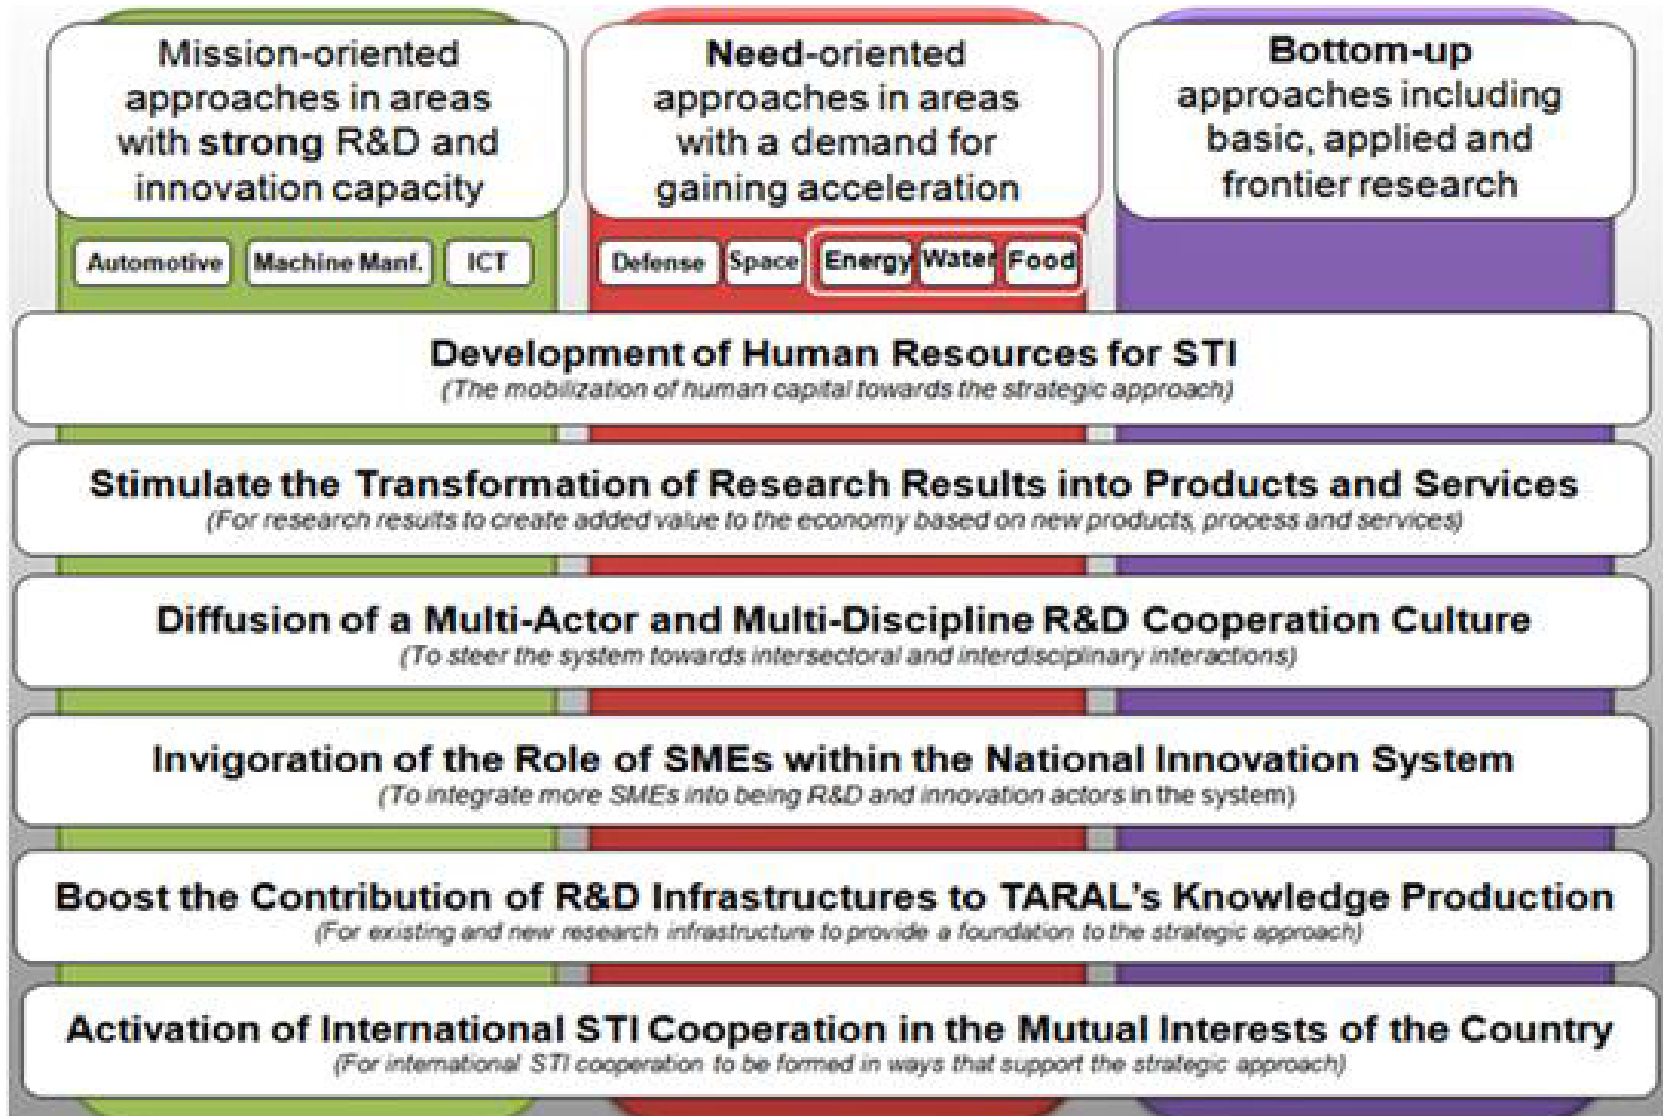 Mission-oriented
approaches in areas
with strong R&D and
innovation capacity
Need-oriented
approaches in areas
with a demand for
gaining acceleration
Bottom-up
approaches including
basic, applied and
frontier research
Automotive
Machine Manf.
ICT
Defense
Space
Energy
Water
Food
Development of Human Resources for STI
(The mobilization of human capital towards the strategic approach)
Stimulate the Transformation of Research Results into Products and Services
(For research results to create added value to the economy based on new products, process and services)
Diffusion of a Multi-Actor and Multi-Discipline R&D Cooperation Culture
(To steer the system towards intersectoral and interdisciplinary interactions)
Invigoration of the Role of SMEs within the National Innovation System
(To integrate more SMEs into being R&D and innovation actors in the system)
Boost the Contribution of R&D Infrastructures to TARAL's Knowledge Production
(For existing and new research infrastructure to provide a foundation to the strategic approach)
Activation of International STI Cooperation in the Mutual Interests of the Country
(For international STI cooperation to be formed in ways that support the strategic approach)